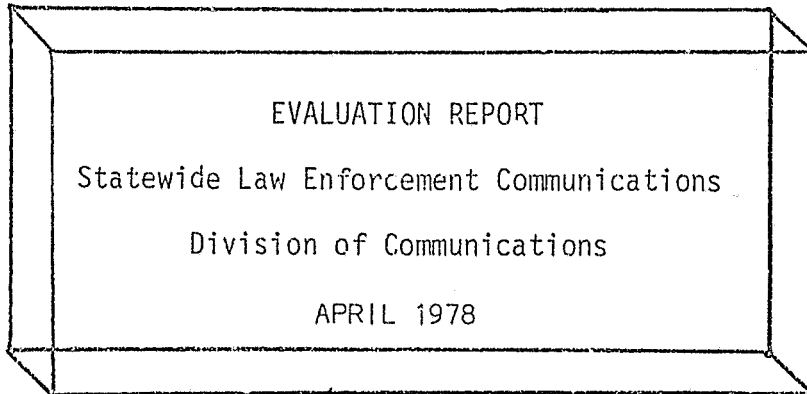 EVALUATION REPORT
Statewide Law Enforcement Communications
Division of Communications
APRIL 1978